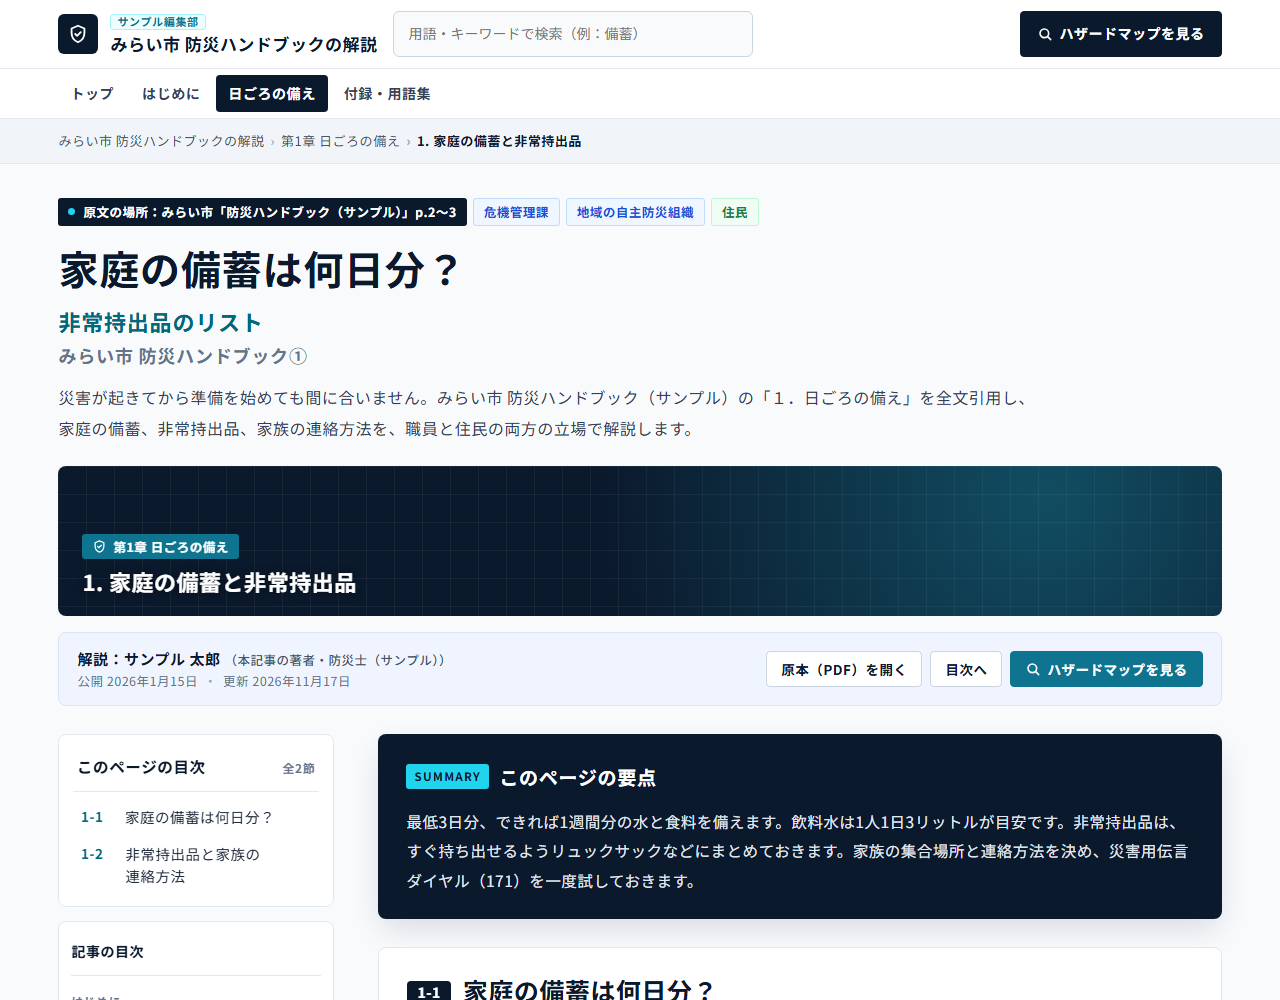 サンプル編集部
みらい市 防災ハンドブックの解説
用語・キーワードで検索（例：備蓄）
ハザードマップを見る
トップ
はじめに
日ごろの備え
付録・用語集
みらい市 防災ハンドブックの解説 › 第1章 日ごろの備え › 1. 家庭の備蓄と非常持出品
原文の場所：みらい市「防災ハンドブック（サンプル）」p.2〜3
危機管理課
地域の自主防災組織
住民
家庭の備蓄は何日分？
非常持出品のリスト
みらい市 防災ハンドブック①
災害が起きてから準備を始めても間に合いません。みらい市 防災ハンドブック（サンプル）の「１．日ごろの備え」を全文引用し、
家庭の備蓄、非常持出品、家族の連絡方法を、職員と住民の両方の立場で解説します。
第1章 日ごろの備え
1. 家庭の備蓄と非常持出品
解説：サンプル 太郎 （本記事の著者・防災士（サンプル））
公開 2026年1月15日 ・ 更新 2026年11月17日
原本（PDF）を開く
目次へ
ハザードマップを見る
このページの目次
全2節
1-1 家庭の備蓄は何日分？
1-2 非常持出品と家族の
連絡方法
記事の目次
はじめに
SUMMARY このページの要点
最低3日分、できれば1週間分の水と食料を備えます。飲料水は1人1日3リットルが目安です。非常持出品は、
すぐ持ち出せるようリュックサックなどにまとめておきます。家族の集合場所と連絡方法を決め、災害用伝言
ダイヤル（171）を一度試しておきます。
1-1 家庭の備蓄は何日分？